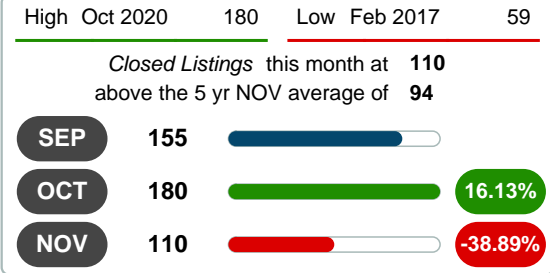 High Oct 2020 180 Low Feb 2017 59
Closed Listings this month at 110
above the 5 yr NOV average of 94
SEP 155
OCT 180 16.13%
NOV 110 -38.89%